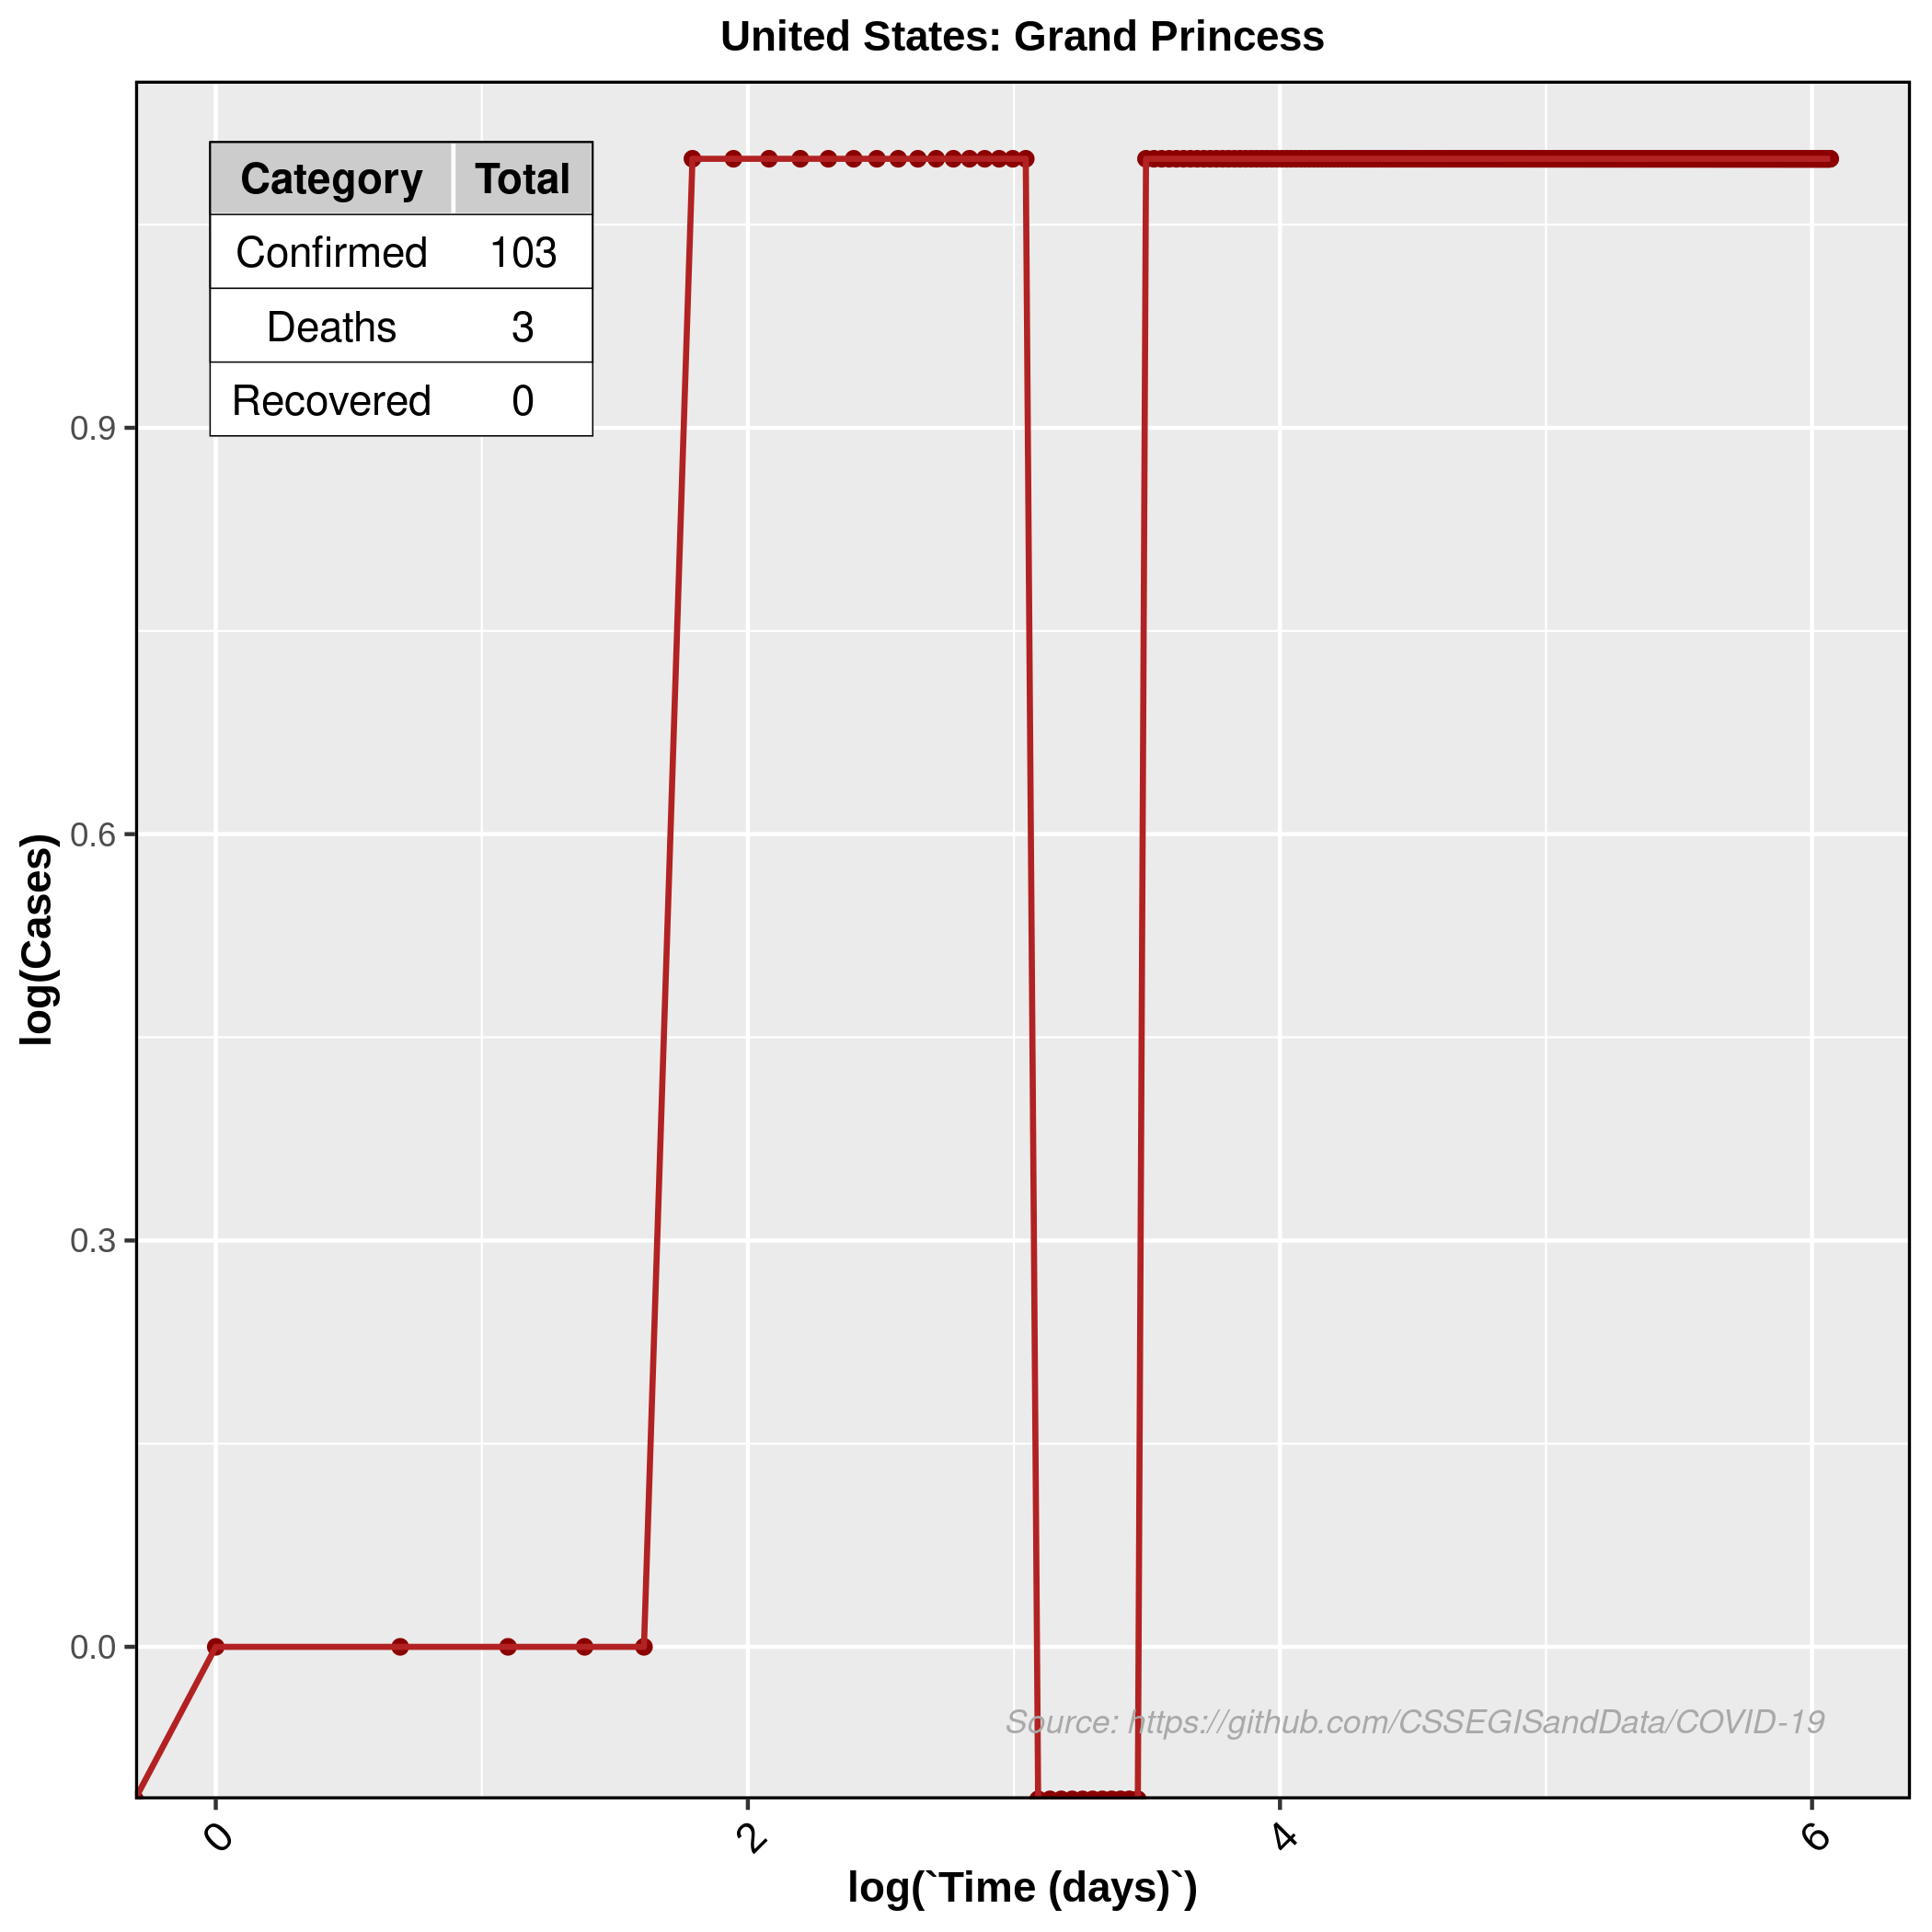 United States: Grand Princess
Category Total
Confirmed 103
Deaths 3
Recovered 0
0.9
0.6
0.3
0.0
log(Cases)
Source: https://github.com/CSSEGISandData/COVID-19
0 2 4 6
log(`Time (days)`)